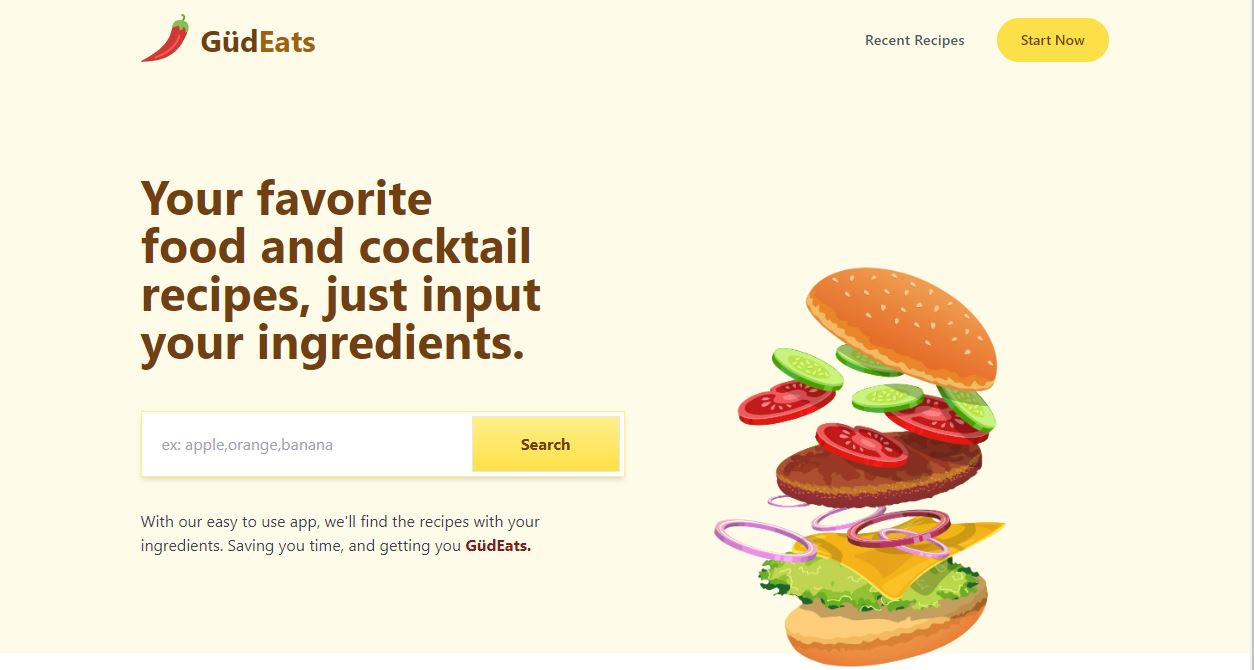 GüdEats
Recent Recipes
Start Now
Your favorite
food and cocktail
recipes, just input
your ingredients.
ex: apple,orange,banana
Search
With our easy to use app, we'll find the recipes with your
ingredients. Saving you time, and getting you GüdEats.